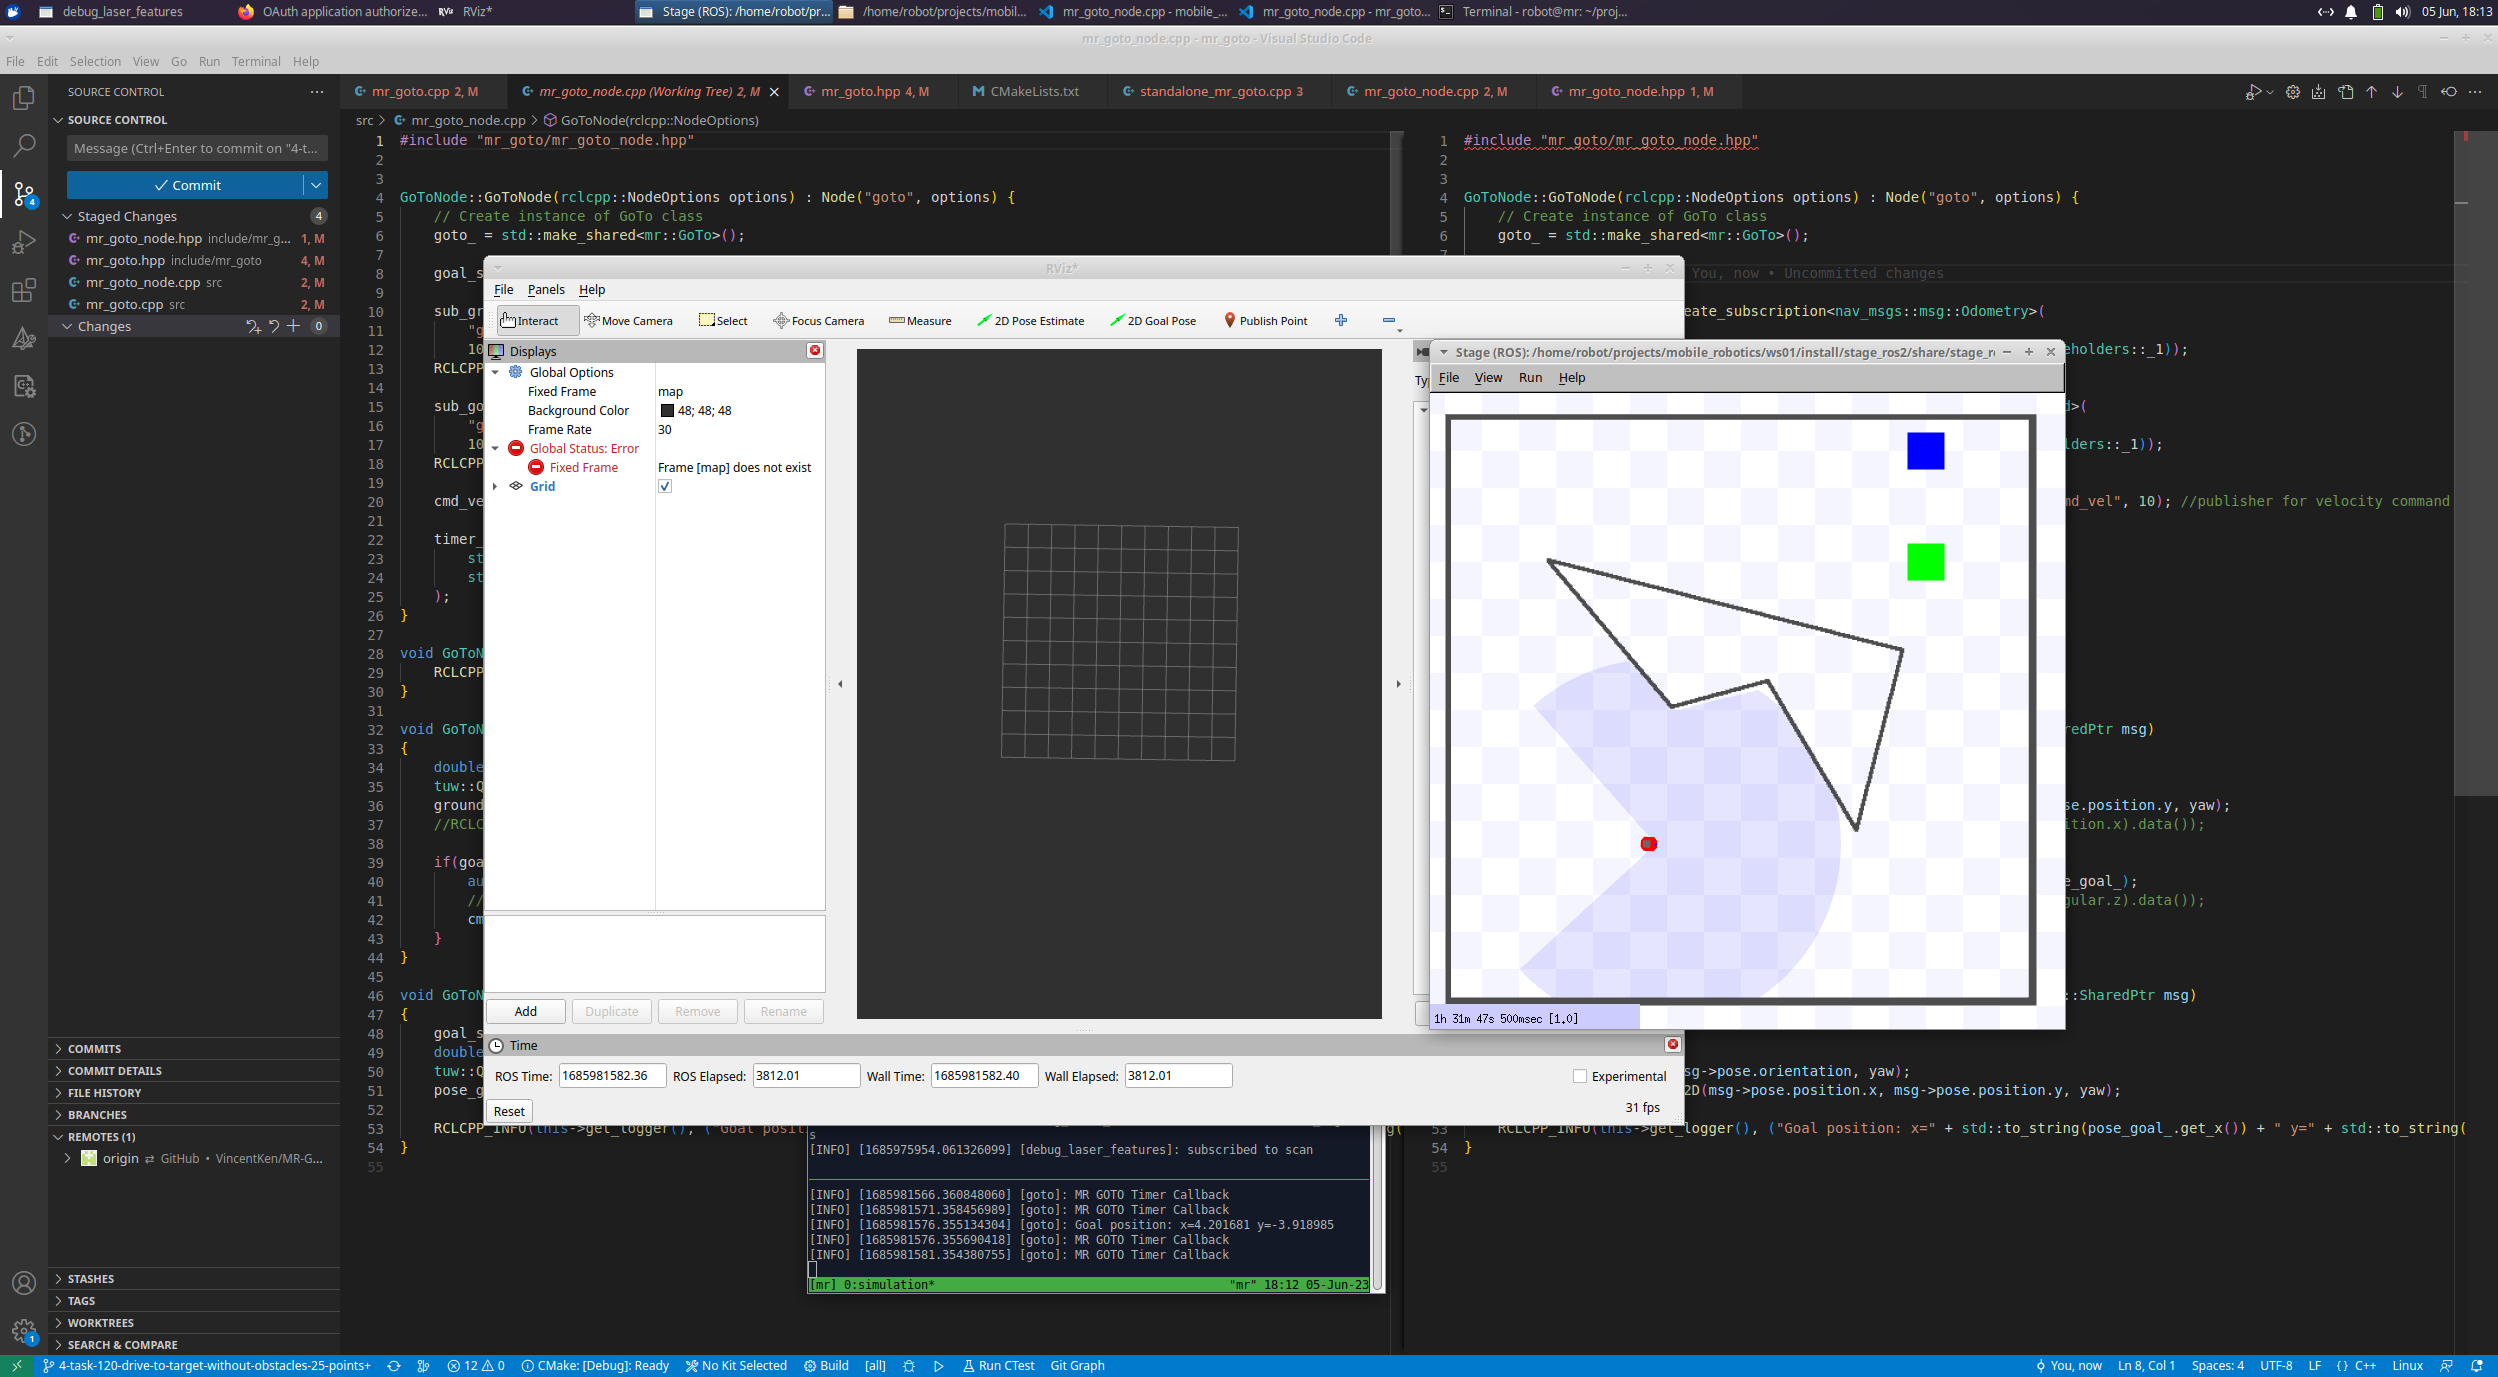 debug_laser_features
OAuth application authorize...
RViz*
Stage (ROS): /home/robot/pr...
/home/robot/projects/mobil...
mr_goto_node.cpp - mobile_...
mr_goto_node.cpp - mr_goto...
Terminal - robot@mr: ~/proj...
05 Jun, 18:13
mr_goto_node.cpp - mr_goto - Visual Studio Code
File Edit Selection View Go Run Terminal Help
SOURCE CONTROL
mr_goto.cpp 2, M
mr_goto_node.cpp (Working Tree) 2, M
mr_goto.hpp 4, M
CMakeLists.txt
standalone_mr_goto.cpp 3
mr_goto_node.cpp 2, M
mr_goto_node.hpp 1, M
SOURCE CONTROL
Message (Ctrl+Enter to commit on "4-t...
Commit
Staged Changes 4
mr_goto_node.hpp include/mr_g... 1, M
mr_goto.hpp include/mr_goto 4, M
mr_goto_node.cpp src 2, M
mr_goto.cpp src 2, M
Changes 0
COMMITS
COMMIT DETAILS
FILE HISTORY
BRANCHES
REMOTES (1)
origin ⇄ GitHub • VincentKen/MR-G...
STASHES
TAGS
WORKTREES
SEARCH & COMPARE
src > mr_goto_node.cpp > GoToNode(rclcpp::NodeOptions)
1 #include "mr_goto/mr_goto_node.hpp"
2
3
4 GoToNode::GoToNode(rclcpp::NodeOptions options) : Node("goto", options) {
5 // Create instance of GoTo class
6 goto_ = std::make_shared<mr::GoTo>();
7
8 goal_s
9
10 sub_gr
11 "g
12 10
13 RCLCPP
14
15 sub_go
16 "g
17 10
18 RCLCPP
19
20 cmd_ve
21
22 timer_
23 st
24 st
25 );
26 }
27
28 void GoToN
29 RCLCPP
30 }
31
32 void GoToN
33 {
34 double
35 tuw::Q
36 ground
37 //RCLC
38
39 if(goa
40 au
41 //
42 cm
43 }
44 }
45
46 void GoToN
47 {
48 goal_s
49 double
50 tuw::Q
51 pose_g
52
53 RCLCPP_INFO(this->get_logger(), ("Goal posit
54 }
55
1 #include "mr_goto/mr_goto_node.hpp"
2
3
4 GoToNode::GoToNode(rclcpp::NodeOptions options) : Node("goto", options) {
5 // Create instance of GoTo class
6 goto_ = std::make_shared<mr::GoTo>();
7
You, now • Uncommitted changes
eate_subscription<nav_msgs::msg::Odometry>(
eholders::_1));
d>(
lders::_1));
md_vel", 10); //publisher for velocity command
redPtr msg)
se.position.y, yaw);
ition.x).data());
e_goal_);
gular.z).data());
::SharedPtr msg)
sg->pose.orientation, yaw);
2D(msg->pose.position.x, msg->pose.position.y, yaw);
53 RCLCPP_INFO(this->get_logger(), ("Goal position: x=" + std::to_string(pose_goal_.get_x()) + " y=" + std::to_string(
54 }
55
RViz*
File Panels Help
Interact Move Camera Select Focus Camera Measure 2D Pose Estimate 2D Goal Pose Publish Point
Displays
Global Options
Fixed Frame map
Background Color 48; 48; 48
Frame Rate 30
Global Status: Error
Fixed Frame Frame [map] does not exist
Grid
Add Duplicate Remove Rename
Time
ROS Time: 1685981582.36 ROS Elapsed: 3812.01 Wall Time: 1685981582.40 Wall Elapsed: 3812.01 Experimental
Reset
31 fps
Stage (ROS): /home/robot/projects/mobile_robotics/ws01/install/stage_ros2/share/stage_r
File View Run Help
1h 31m 47s 500msec [1.0]
s
[INFO] [1685975954.061326099] [debug_laser_features]: subscribed to scan
[INFO] [1685981566.360848060] [goto]: MR GOTO Timer Callback
[INFO] [1685981571.358456989] [goto]: MR GOTO Timer Callback
[INFO] [1685981576.355134304] [goto]: Goal position: x=4.201681 y=-3.918985
[INFO] [1685981576.355690418] [goto]: MR GOTO Timer Callback
[INFO] [1685981581.354380755] [goto]: MR GOTO Timer Callback
[mr] 0:simulation* "mr" 18:12 05-Jun-23
4-task-120-drive-to-target-without-obstacles-25-points+ 12 0 CMake: [Debug]: Ready No Kit Selected Build [all] Run CTest Git Graph
You, now Ln 8, Col 1 Spaces: 4 UTF-8 LF {} C++ Linux